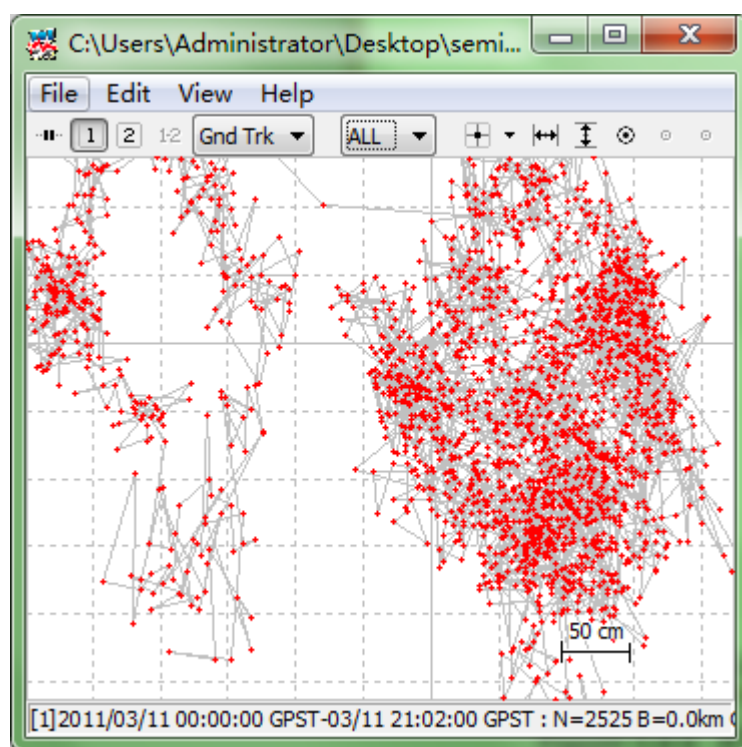 C:\Users\Administrator\Desktop\semi...
File Edit View Help
1 2 1-2 Gnd Trk ALL
50 cm
[1]2011/03/11 00:00:00 GPST-03/11 21:02:00 GPST : N=2525 B=0.0km